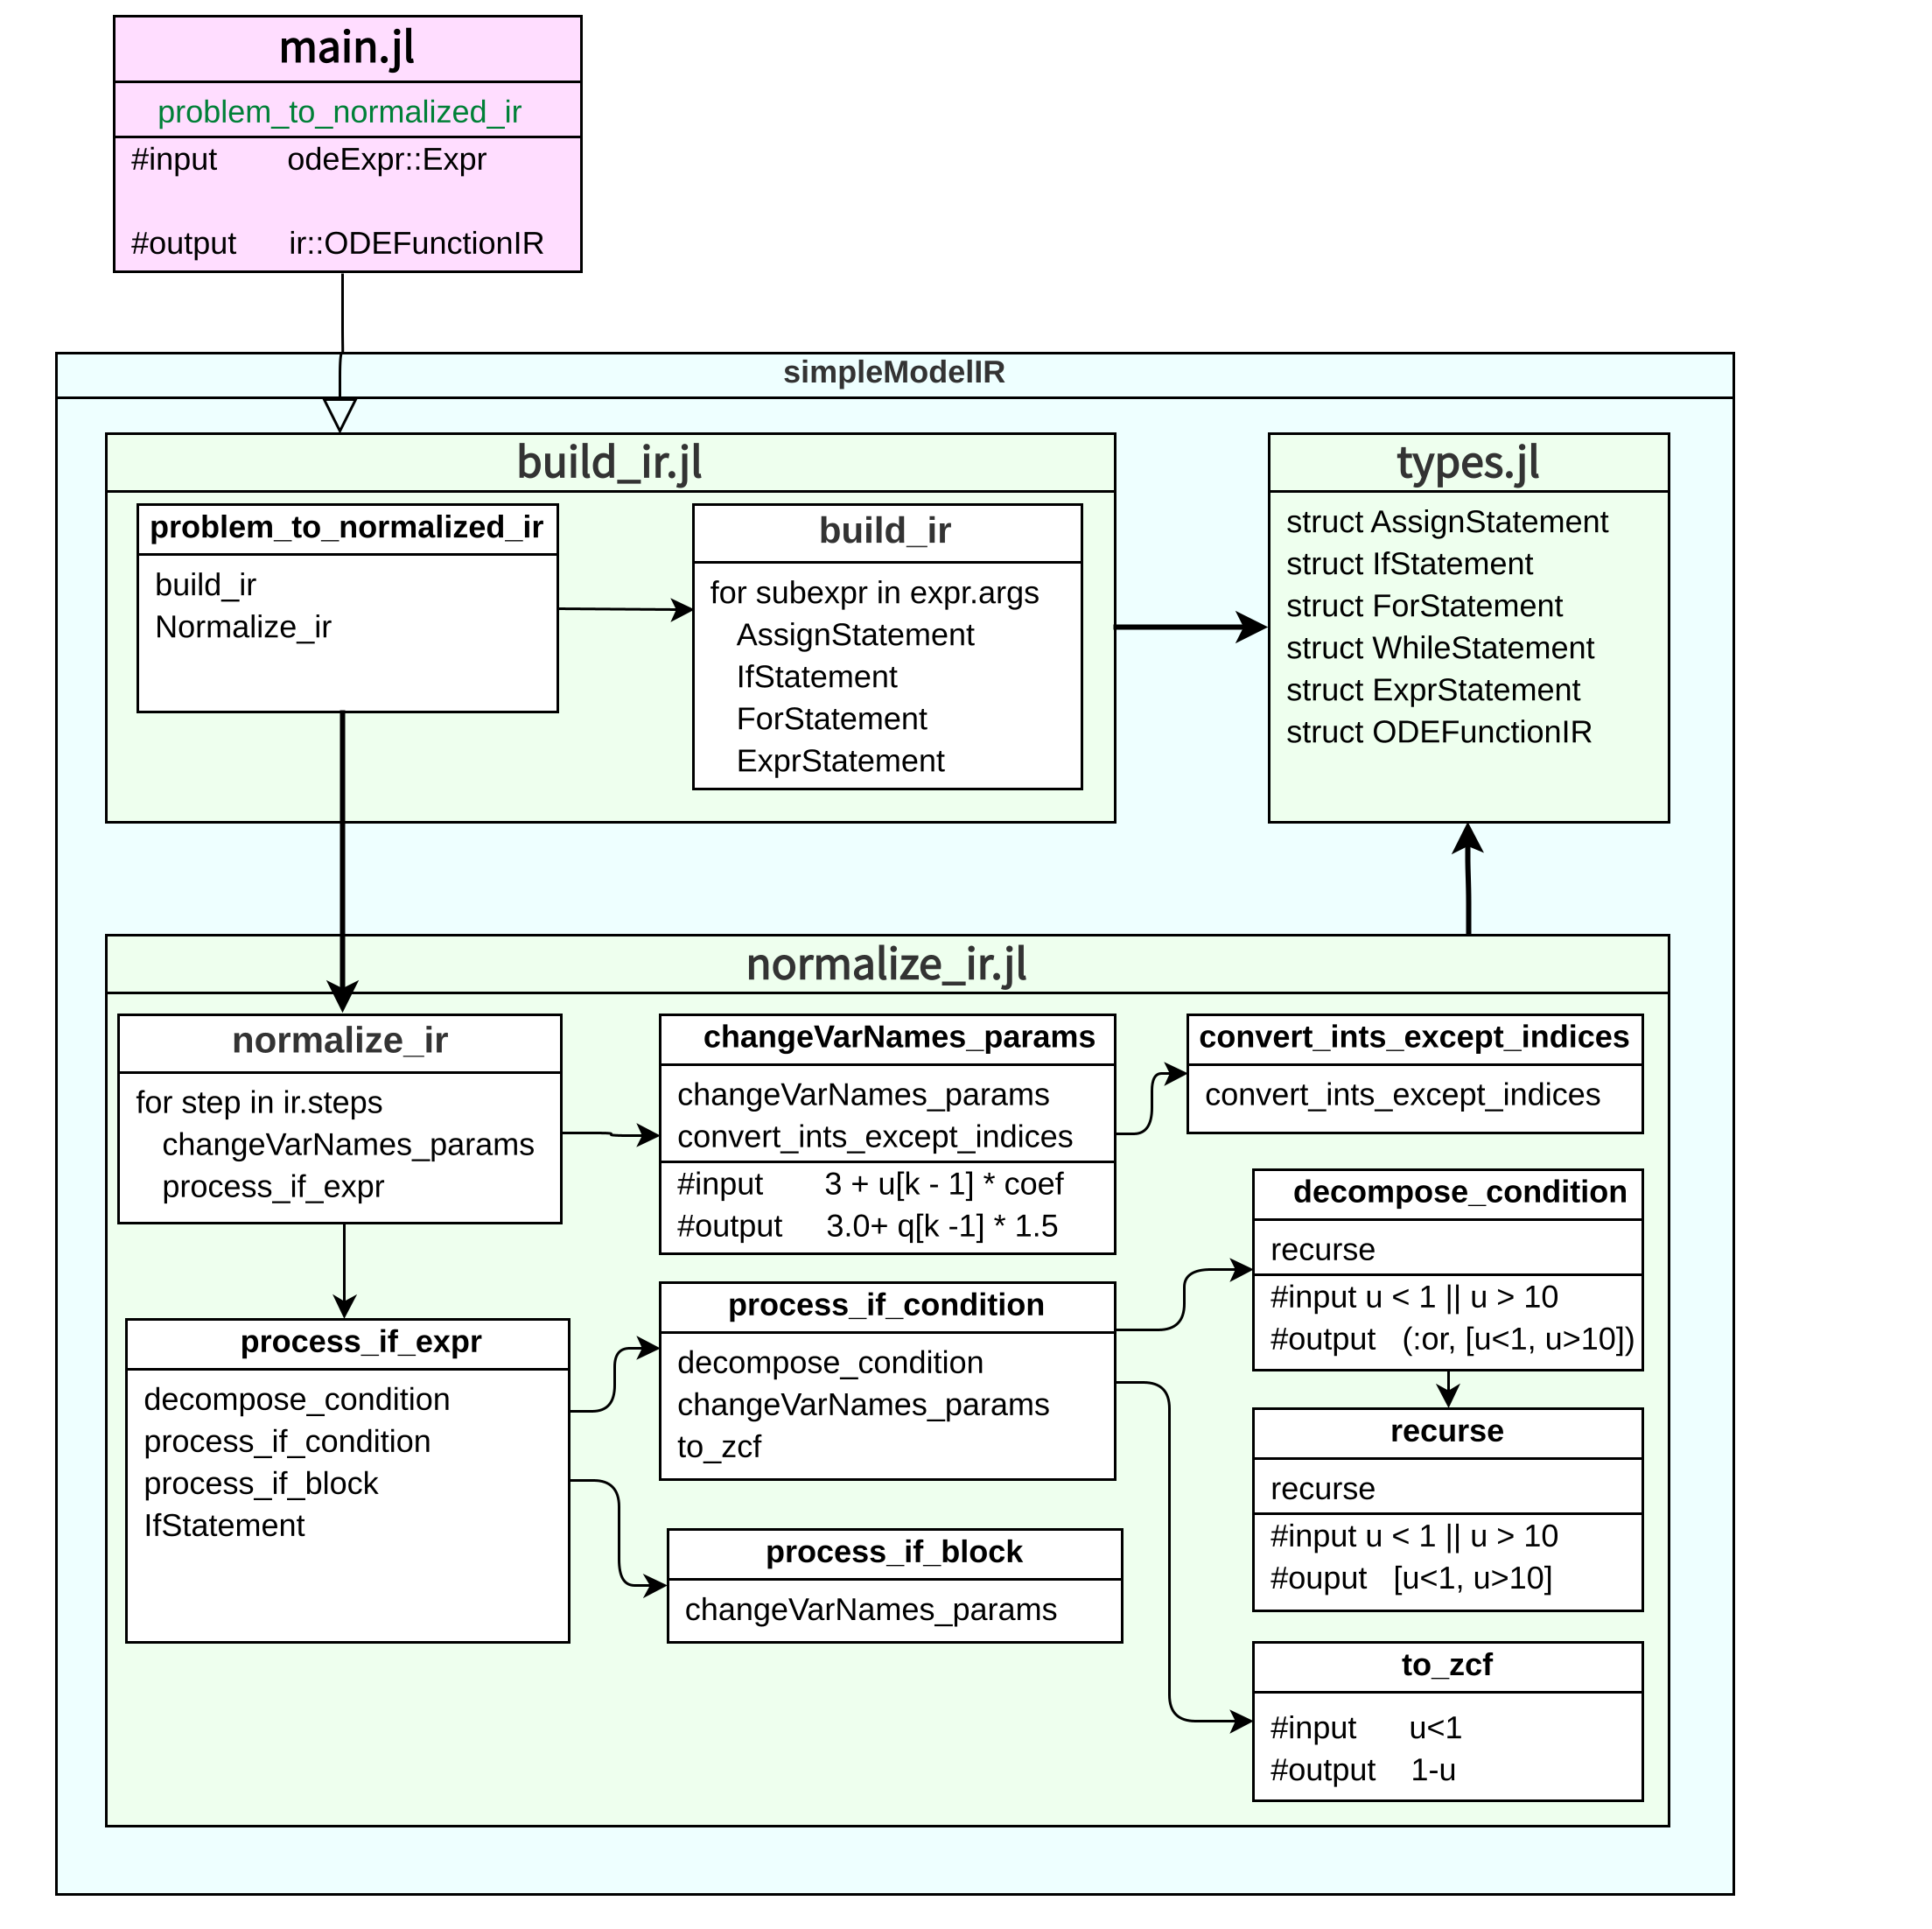 main.jl
problem_to_normalized_ir
#input odeExpr::Expr
#output ir::ODEFunctionIR
simpleModelIR
build_ir.jl
problem_to_normalized_ir
build_ir
Normalize_ir
build_ir
for subexpr in expr.args
AssignStatement
IfStatement
ForStatement
ExprStatement
types.jl
struct AssignStatement
struct IfStatement
struct ForStatement
struct WhileStatement
struct ExprStatement
struct ODEFunctionIR
normalize_ir.jl
normalize_ir
for step in ir.steps
changeVarNames_params
process_if_expr
changeVarNames_params
changeVarNames_params
convert_ints_except_indices
#input 3 + u[k - 1] * coef
#output 3.0+ q[k -1] * 1.5
convert_ints_except_indices
convert_ints_except_indices
process_if_expr
decompose_condition
process_if_condition
process_if_block
IfStatement
process_if_condition
decompose_condition
changeVarNames_params
to_zcf
process_if_block
changeVarNames_params
decompose_condition
recurse
#input u < 1 || u > 10
#output (:or, [u<1, u>10])
recurse
recurse
#input u < 1 || u > 10
#ouput [u<1, u>10]
to_zcf
#input u<1
#output 1-u